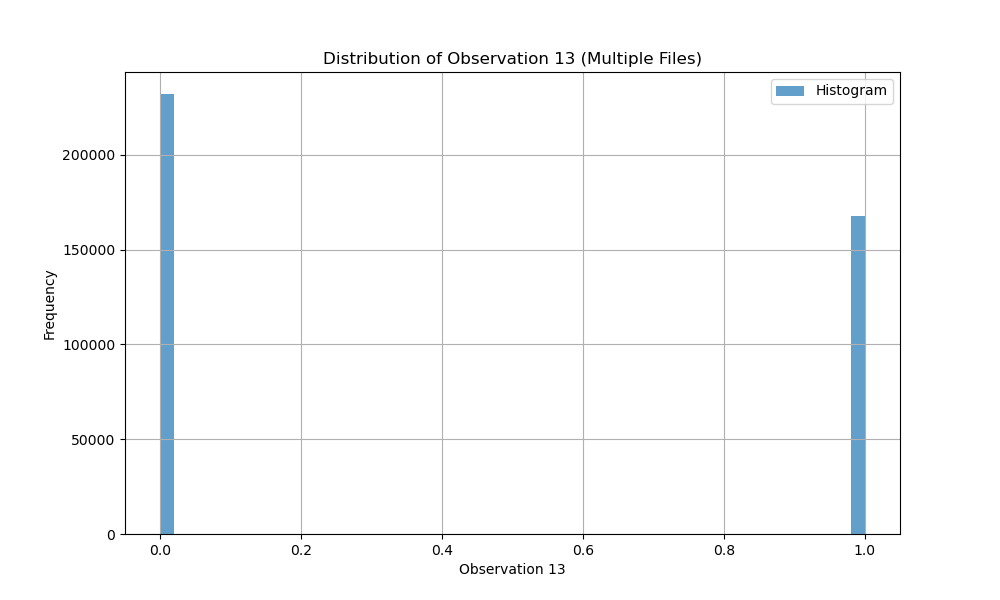 Distribution of Observation 13 (Multiple Files)
Histogram
200000
150000
100000
50000
0
Frequency
0.0 0.2 0.4 0.6 0.8 1.0
Observation 13